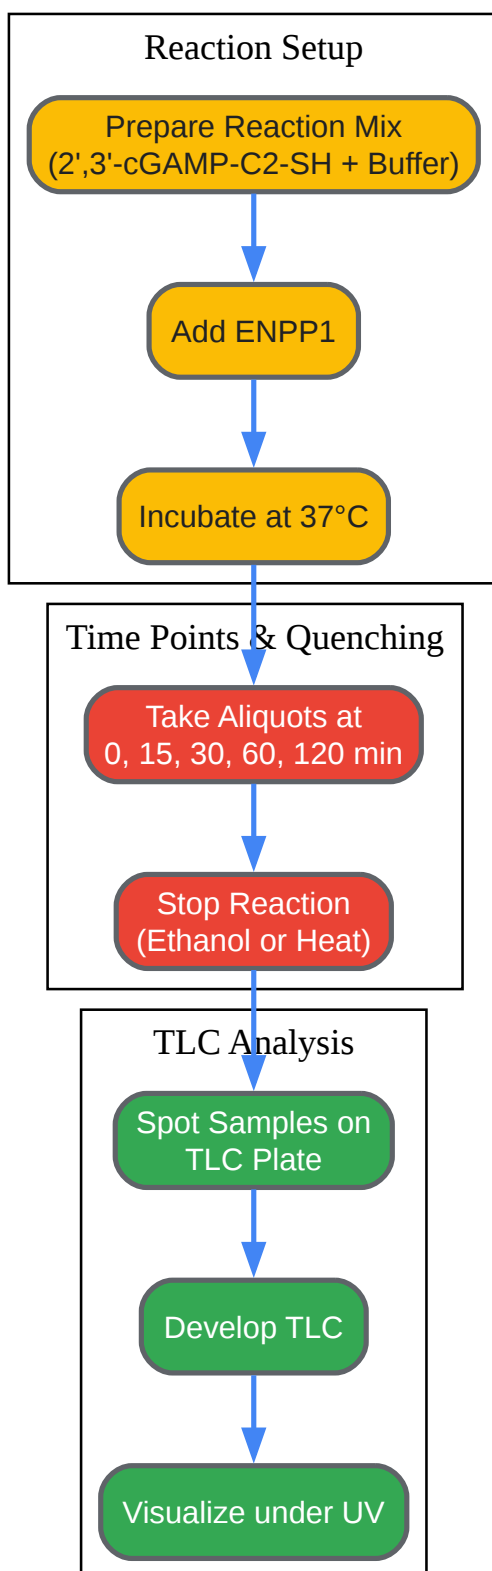 Reaction Setup
Prepare Reaction Mix
(2',3'-cGAMP-C2-SH + Buffer)
Add ENPP1
Incubate at 37°C
Time Points & Quenching
Take Aliquots at
0, 15, 30, 60, 120 min
Stop Reaction
(Ethanol or Heat)
TLC Analysis
Spot Samples on
TLC Plate
Develop TLC
Visualize under UV